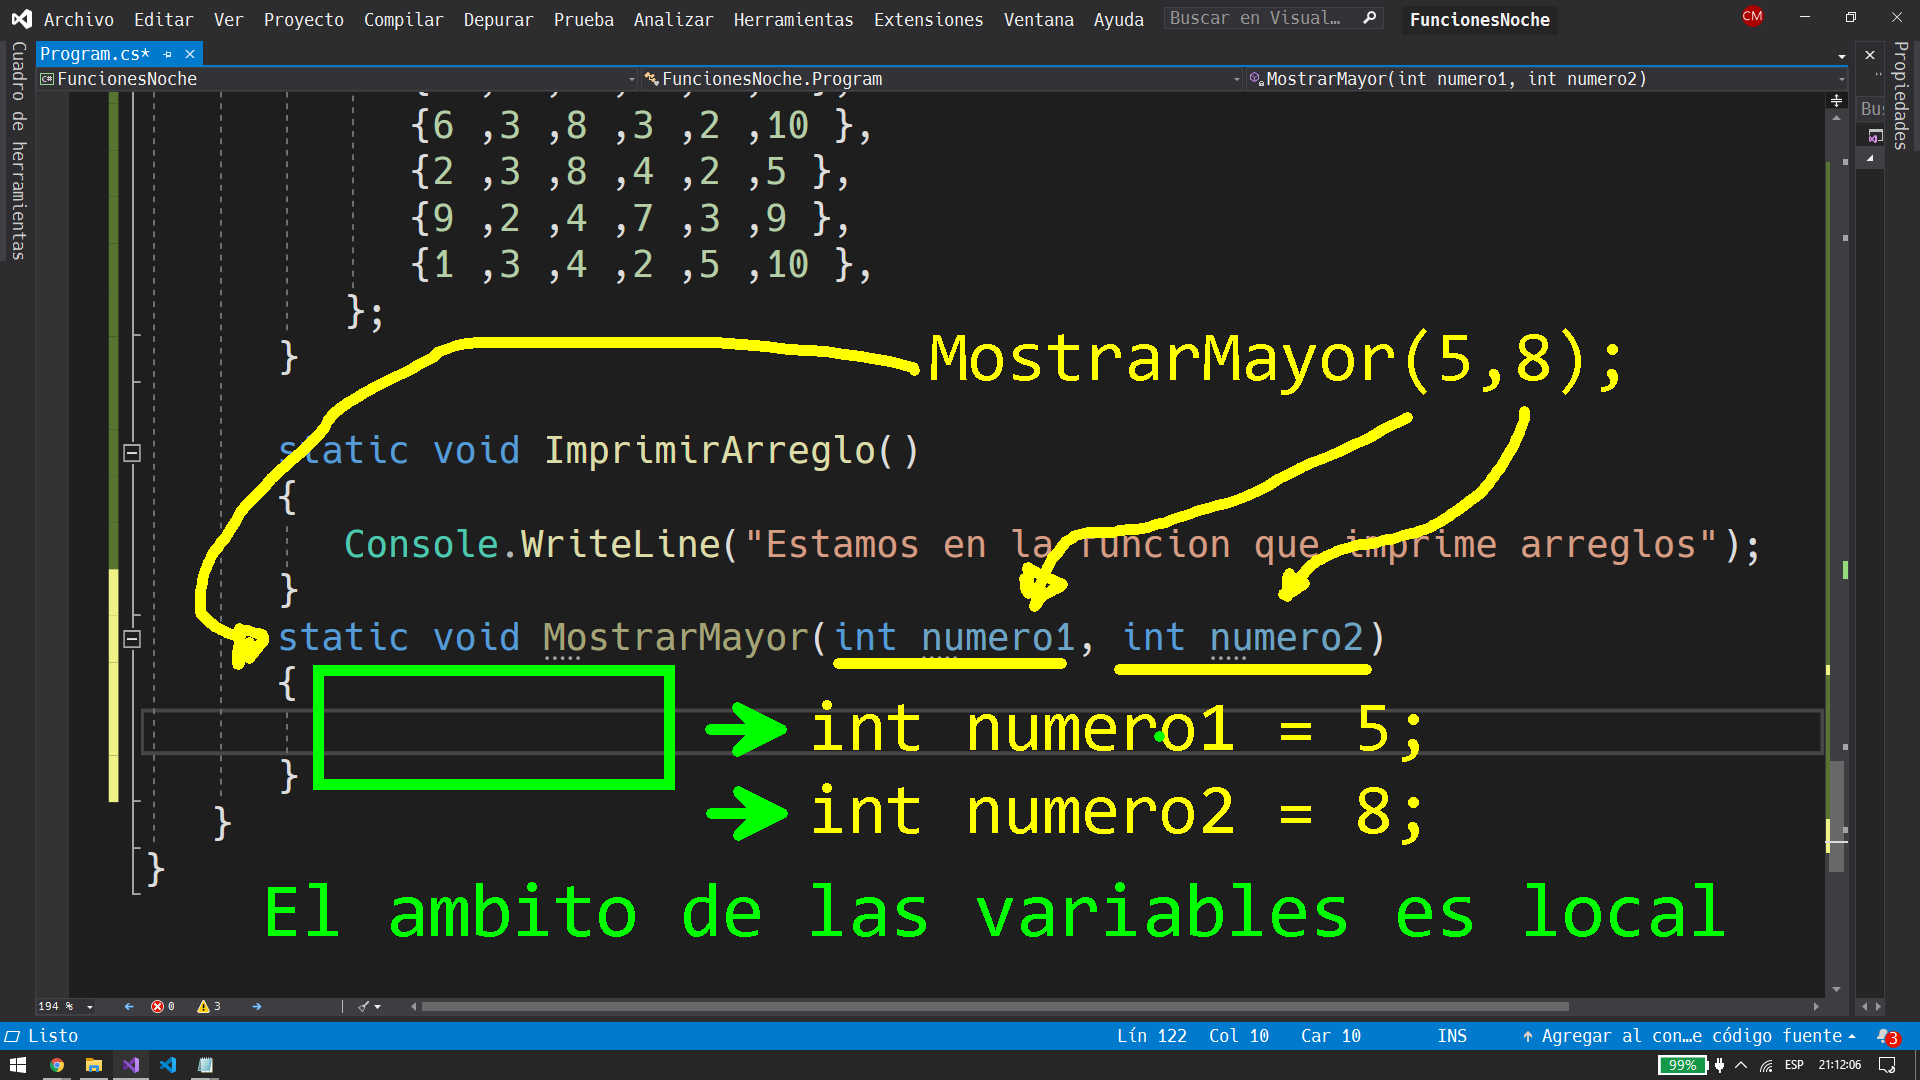 Archivo Editar Ver Proyecto Compilar Depurar Prueba Analizar Herramientas Extensiones Ventana Ayuda Buscar en Visual... FuncionesNoche CM
Cuadro de herramientas
Program.cs*
Propiedades
FuncionesNoche FuncionesNoche.Program MostrarMayor(int numero1, int numero2)
Bus
{6 ,3 ,8 ,3 ,2 ,10 },
{2 ,3 ,8 ,4 ,2 ,5 },
{9 ,2 ,4 ,7 ,3 ,9 },
{1 ,3 ,4 ,2 ,5 ,10 },
};
}
MostrarMayor(5,8);
static void ImprimirArreglo()
{
Console.WriteLine("Estamos en la funcion que imprime arreglos");
}
static void MostrarMayor(int numero1, int numero2)
{
int numero1 = 5;
}
int numero2 = 8;
}
}
El ambito de las variables es local
194 % 0 3
Listo Lín 122 Col 10 Car 10 INS Agregar al con...e código fuente 3
99% ESP 21:12:06